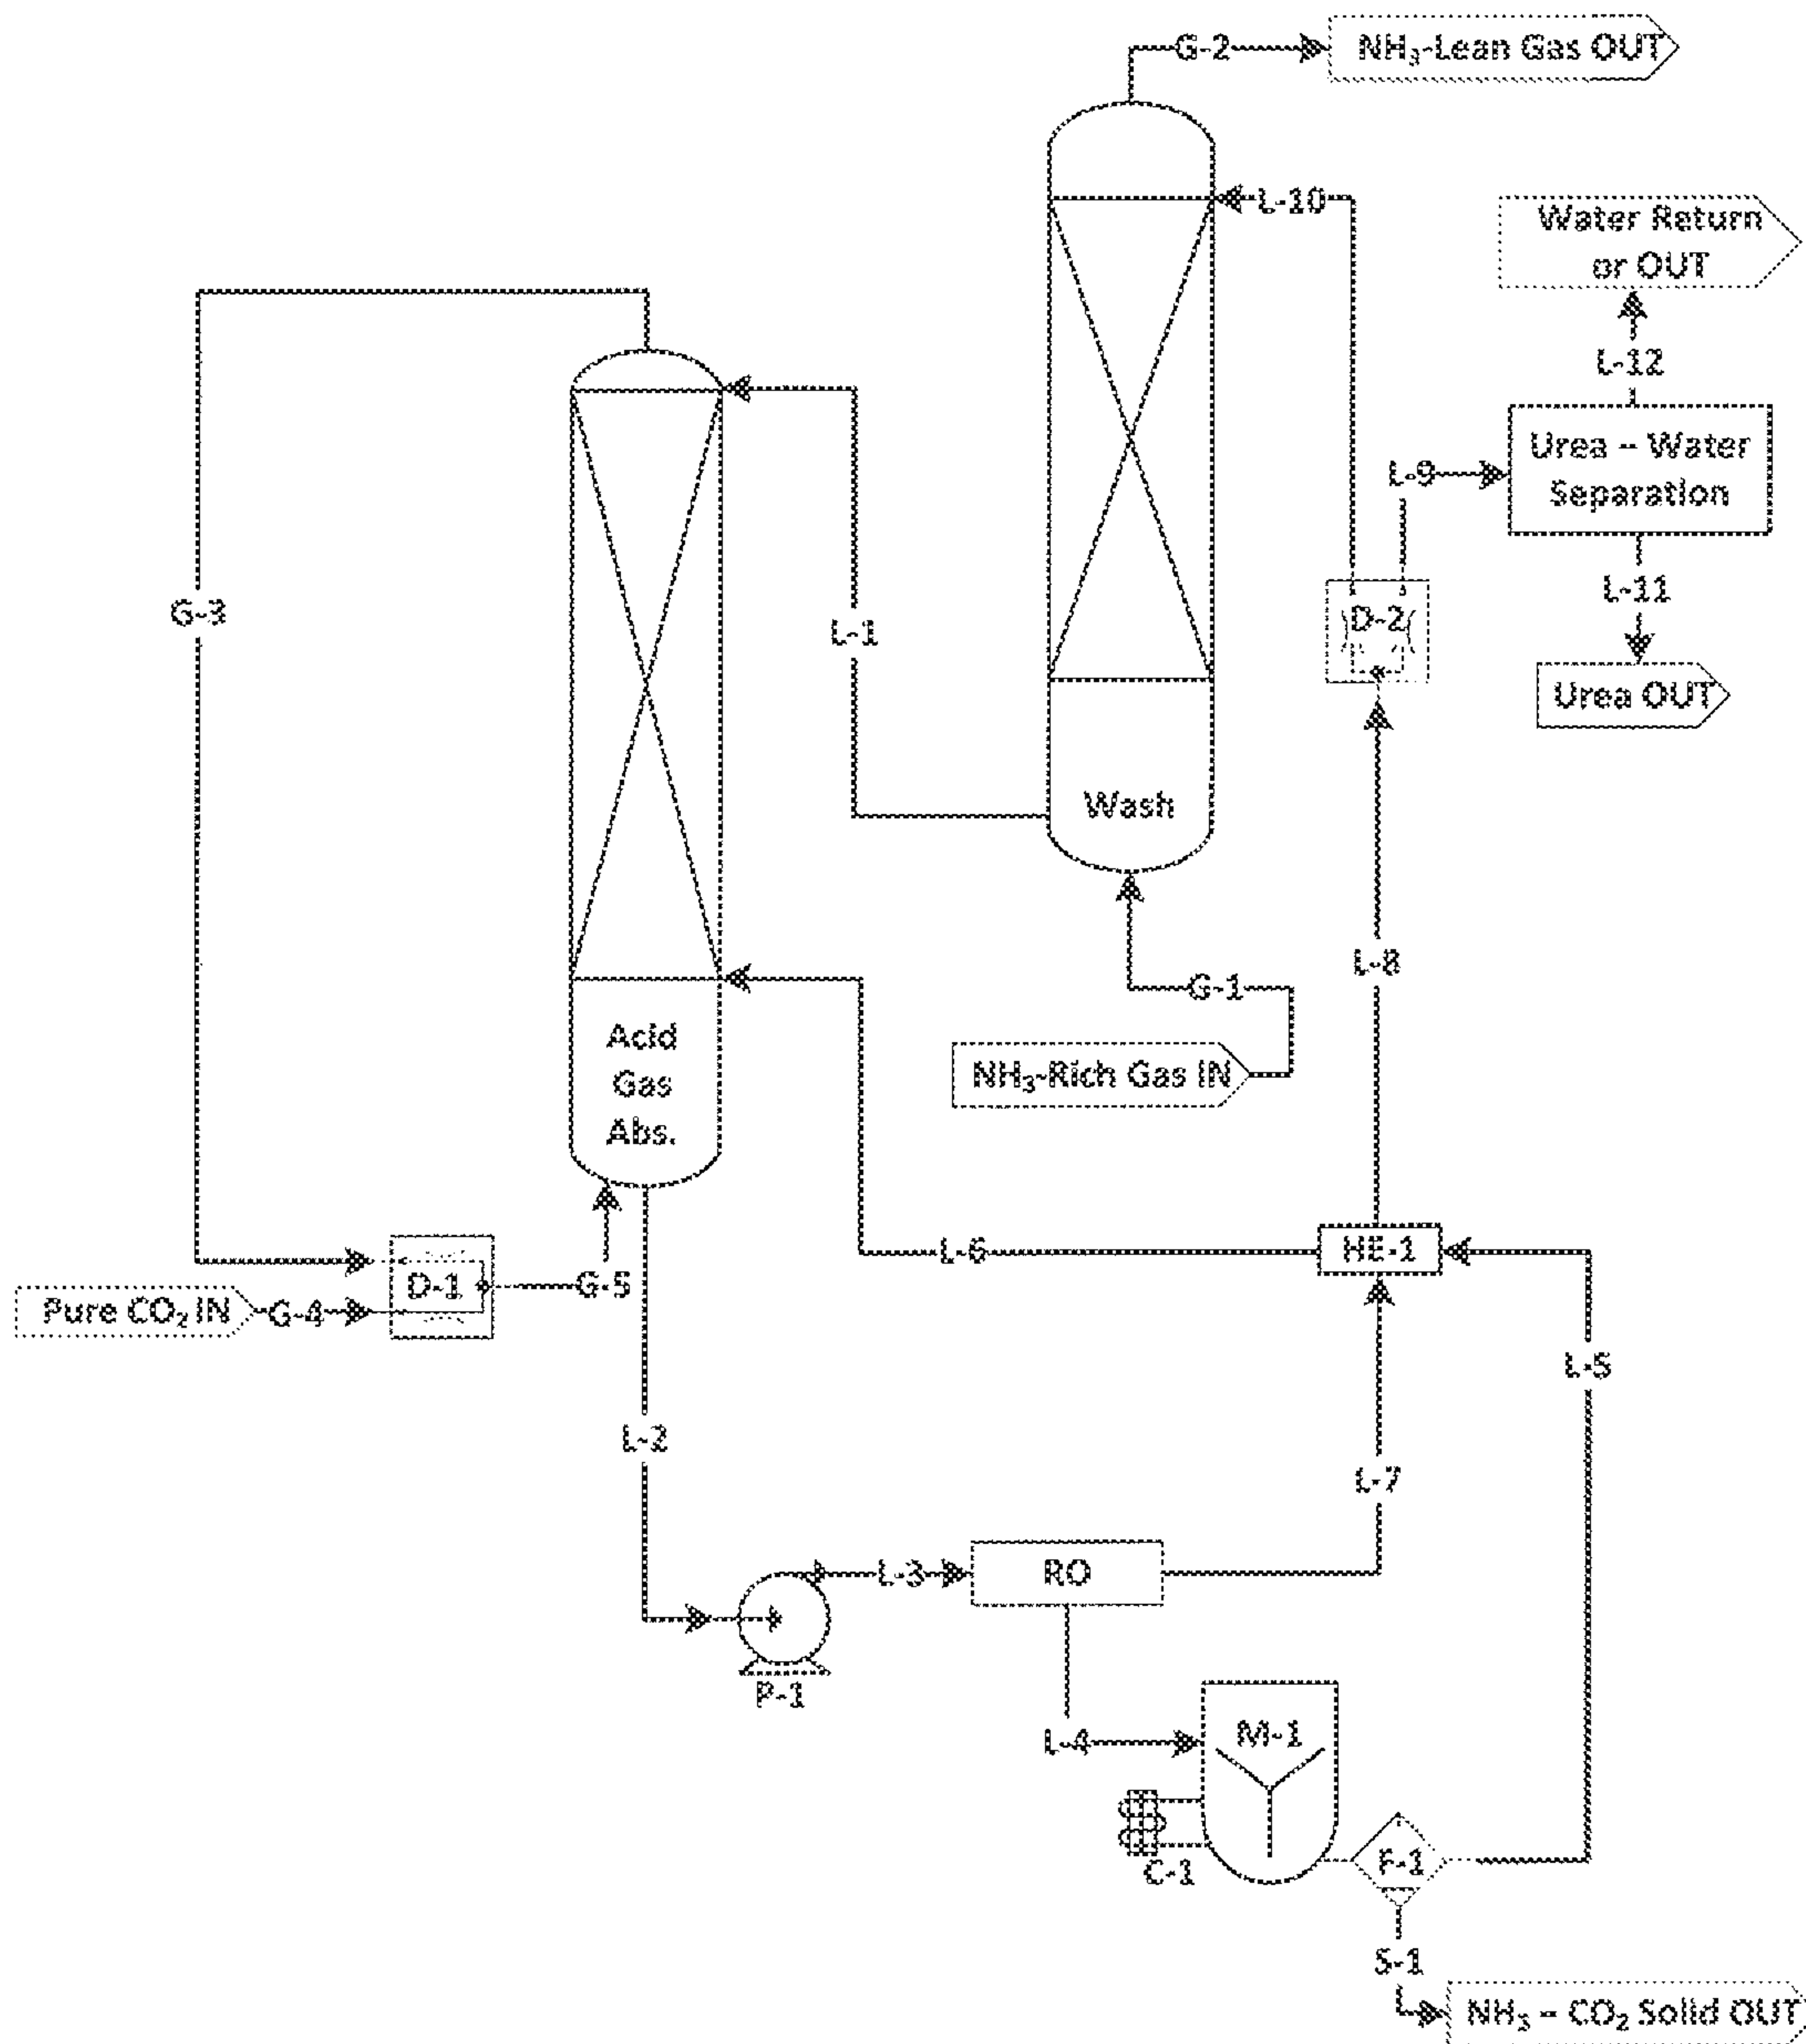 G-2
NH₃-Lean Gas OUT
L-10
Water Return
or OUT
L-12
Urea – Water
Separation
L-9
L-11
Urea OUT
D-2
G-3
L-1
Wash
L-8
G-1
NH₃-Rich Gas IN
Acid
Gas
Abs.
HE-1
L-6
D-1
G-5
Pure CO₂ IN
G-4
L-5
L-2
L-7
L-3
RO
P-1
M-1
L-4
C-1
F-1
S-1
NH₃ – CO₂ Solid OUT